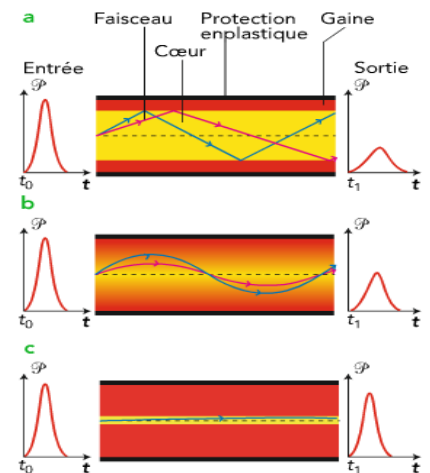 a
Faisceau
Protection
enplastique
Gaine
Cœur
Entrée
Sortie
𝒫
t₀
t
𝒫
t₁
t
b
𝒫
t₀
t
𝒫
t₁
t
c
𝒫
t₀
t
𝒫
t₁
t